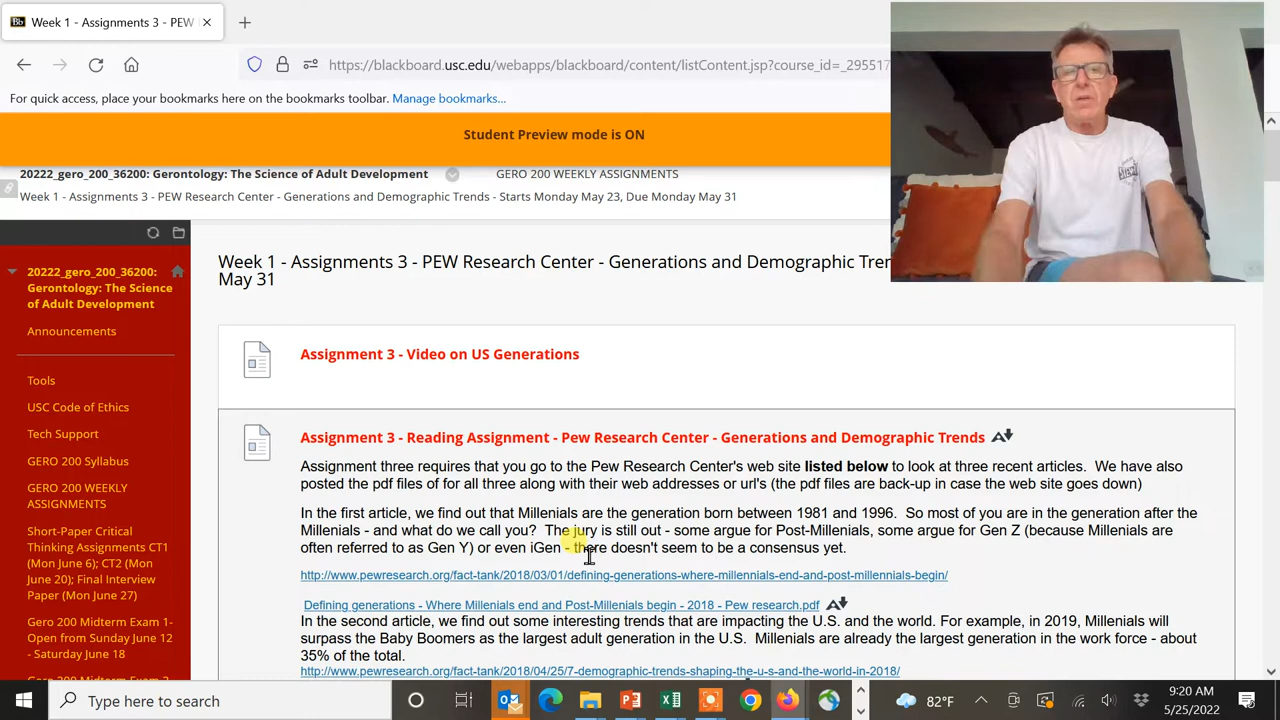 Bb Week 1 - Assignments 3 - PEW
https://blackboard.usc.edu/webapps/blackboard/content/listContent.jsp?course_id=_295517
For quick access, place your bookmarks here on the bookmarks toolbar. Manage bookmarks...
Student Preview mode is ON
20222_gero_200_36200: Gerontology: The Science of Adult Development
GERO 200 WEEKLY ASSIGNMENTS
Week 1 - Assignments 3 - PEW Research Center - Generations and Demographic Trends - Starts Monday May 23, Due Monday May 31
20222_gero_200_36200:
Gerontology: The Science
of Adult Development
Announcements
Tools
USC Code of Ethics
Tech Support
GERO 200 Syllabus
GERO 200 WEEKLY
ASSIGNMENTS
Short-Paper Critical
Thinking Assignments CT1
(Mon June 6); CT2 (Mon
June 20); Final Interview
Paper (Mon June 27)
Gero 200 Midterm Exam 1-
Open from Sunday June 12
- Saturday June 18
Week 1 - Assignments 3 - PEW Research Center - Generations and Demographic Tren
May 31
Assignment 3 - Video on US Generations
Assignment 3 - Reading Assignment - Pew Research Center - Generations and Demographic Trends
Assignment three requires that you go to the Pew Research Center's web site listed below to look at three recent articles. We have also
posted the pdf files of for all three along with their web addresses or url's (the pdf files are back-up in case the web site goes down)
In the first article, we find out that Millenials are the generation born between 1981 and 1996. So most of you are in the generation after the
Millenials - and what do we call you? The jury is still out - some argue for Post-Millenials, some argue for Gen Z (because Millenials are
often referred to as Gen Y) or even iGen - there doesn't seem to be a consensus yet.
http://www.pewresearch.org/fact-tank/2018/03/01/defining-generations-where-millennials-end-and-post-millennials-begin/
Defining generations - Where Millenials end and Post-Millenials begin - 2018 - Pew research.pdf
In the second article, we find out some interesting trends that are impacting the U.S. and the world. For example, in 2019, Millenials will
surpass the Baby Boomers as the largest adult generation in the U.S. Millenials are already the largest generation in the work force - about
35% of the total.
http://www.pewresearch.org/fact-tank/2018/04/25/7-demographic-trends-shaping-the-u-s-and-the-world-in-2018/
Type here to search
82°F
9:20 AM
5/25/2022